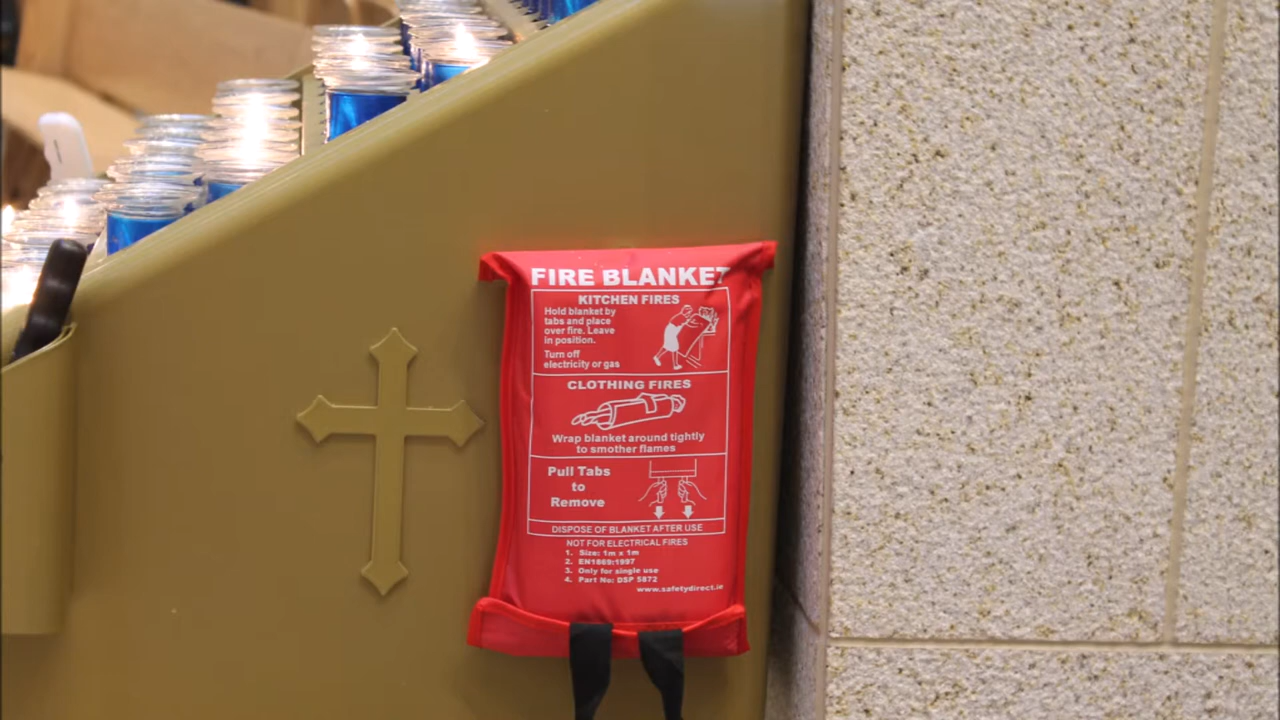 FIRE BLANKET
KITCHEN FIRES
Hold blanket by
tabs and place
over fire. Leave
in position.
Turn off
electricity or gas
CLOTHING FIRES
Wrap blanket around tightly
to smother flames
Pull Tabs
to
Remove
DISPOSE OF BLANKET AFTER USE
NOT FOR ELECTRICAL FIRES
1. Size: 1m x 1m
2. EN1869:1997
3. Only for single use
4. Part No: DSP 5872
www.safetydirect.ie